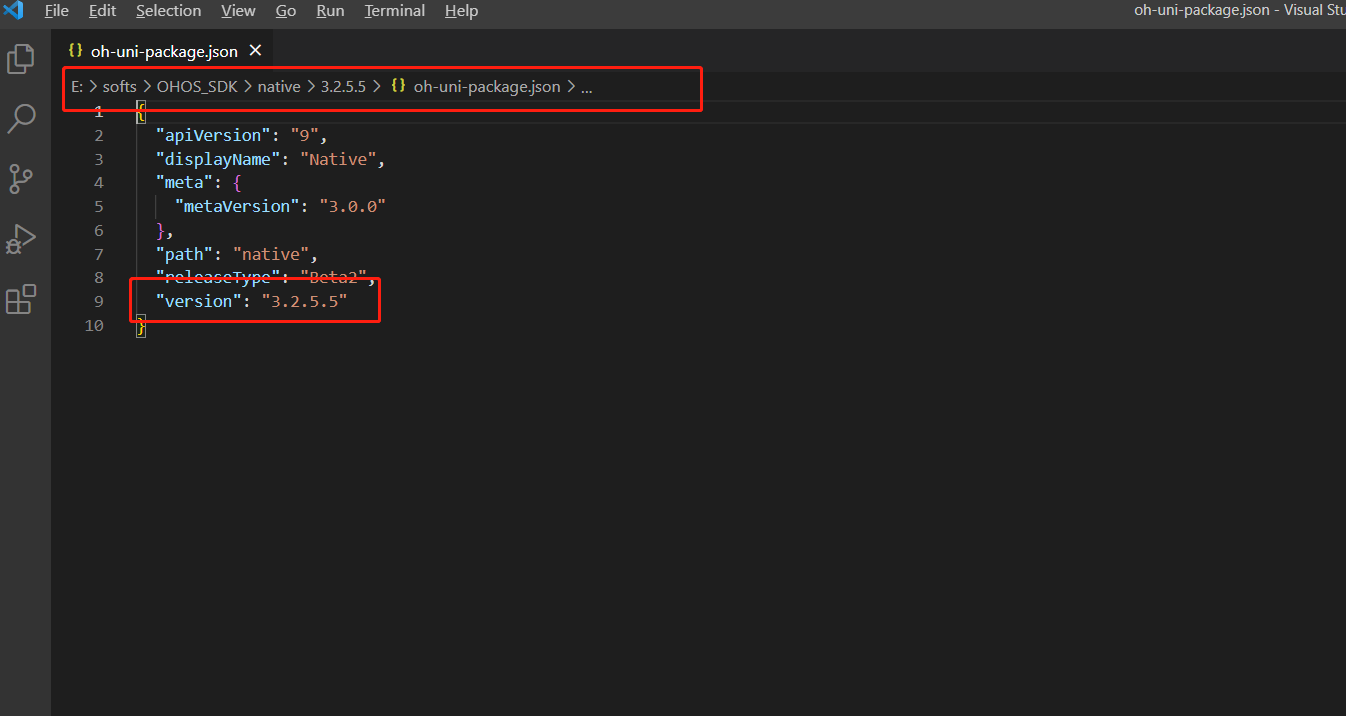 File Edit Selection View Go Run Terminal Help oh-uni-package.json - Visual Stu
{} oh-uni-package.json ×
E: > softs > OHOS_SDK > native > 3.2.5.5 > {} oh-uni-package.json > ...
1 {
2 "apiVersion": "9",
3 "displayName": "Native",
4 "meta": {
5 "metaVersion": "3.0.0"
6 },
7 "path": "native",
8 "releaseType": "Beta2",
9 "version": "3.2.5.5"
10 }